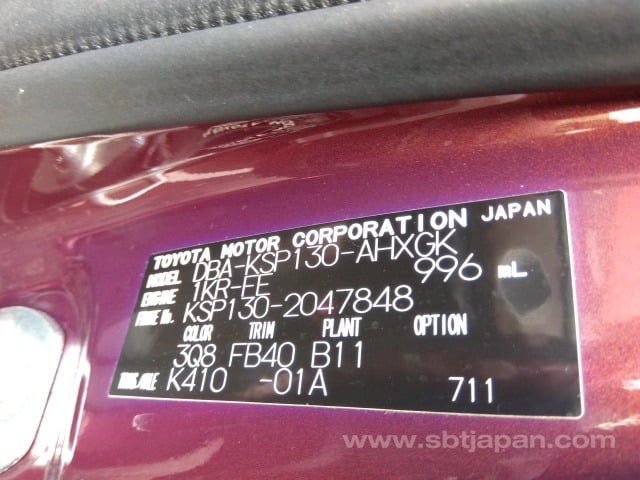 TOYOTA MOTOR CORPORATION JAPAN
MODEL DBA-KSP130-AHXGK
ENGINE 1KR-FE 996 mL
FRAME No. KSP130-2047848
COLOR TRIM PLANT OPTION
3Q8 FB40 B11
TRANS.AXLE K410 -01A 711
www.sbtjapan.com